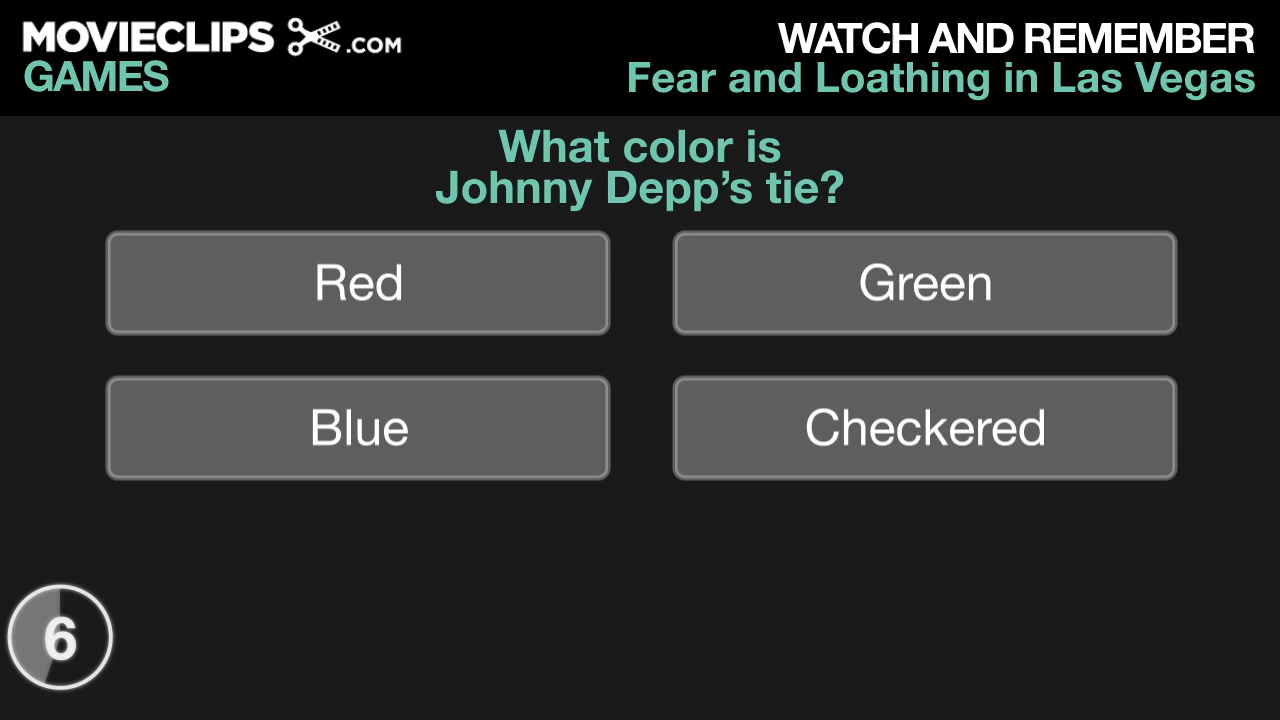 MOVIECLIPS .COM
GAMES
WATCH AND REMEMBER
Fear and Loathing in Las Vegas
What color is
Johnny Depp’s tie?
Red
Green
Blue
Checkered
6